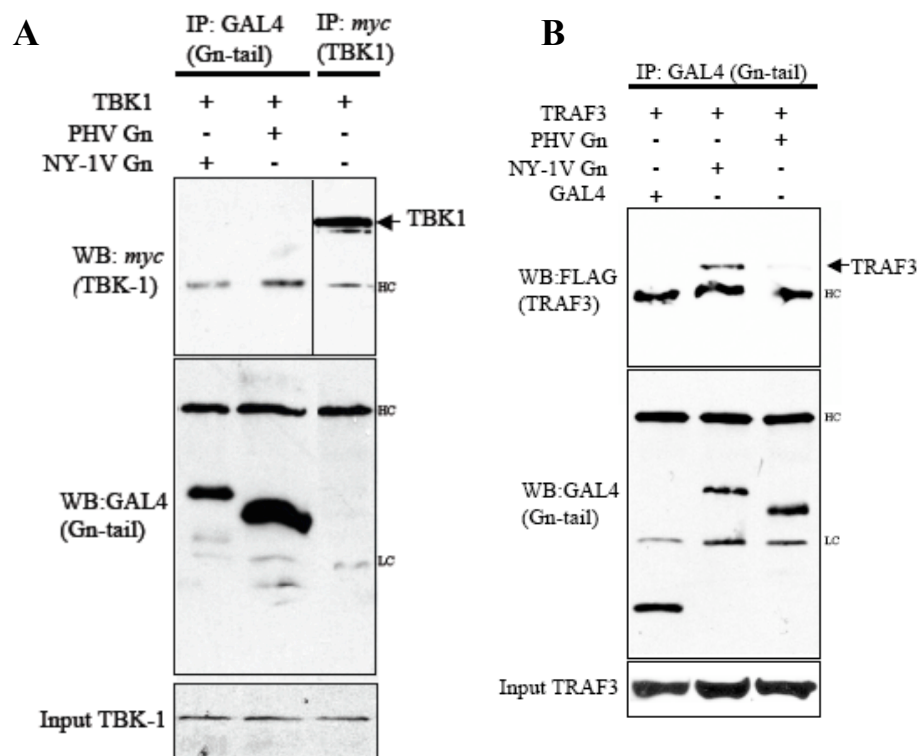 A
IP: GAL4
(Gn-tail)
IP: myc
(TBK1)
TBK1 + + +
PHV Gn - + -
NY-1V Gn + - -
WB: myc
(TBK-1)
TBK1
HC
WB:GAL4
(Gn-tail)
HC
LC
Input TBK-1
B
IP: GAL4 (Gn-tail)
TRAF3 + + +
PHV Gn - - +
NY-1V Gn - + -
GAL4 + - -
WB:FLAG
(TRAF3)
TRAF3
HC
WB:GAL4
(Gn-tail)
HC
LC
Input TRAF3